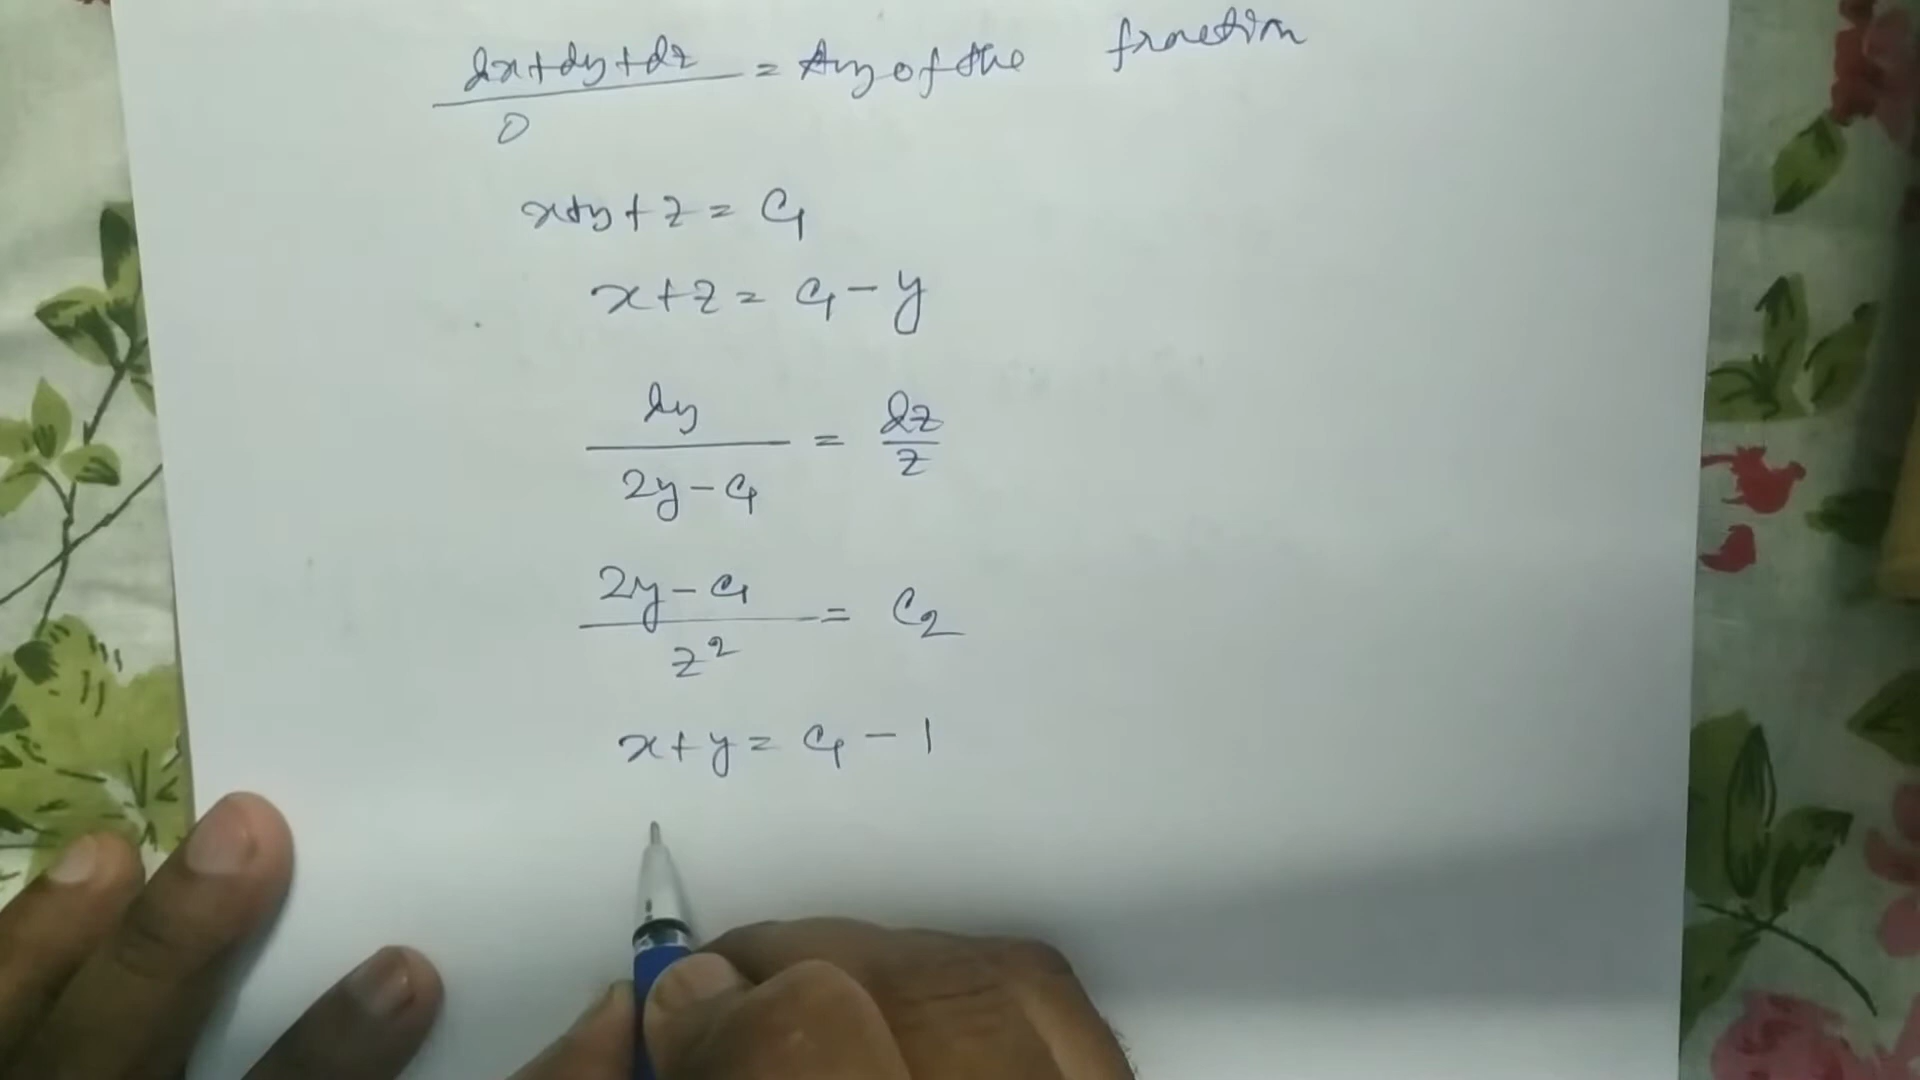 dx+dy+dz / 0 = Any of the fraction
x+y+z = c₁
x+z = c₁ - y
dy / 2y-c₁ = dz / z
2y-c₁ / z² = c₂
x+y = c₁ - 1